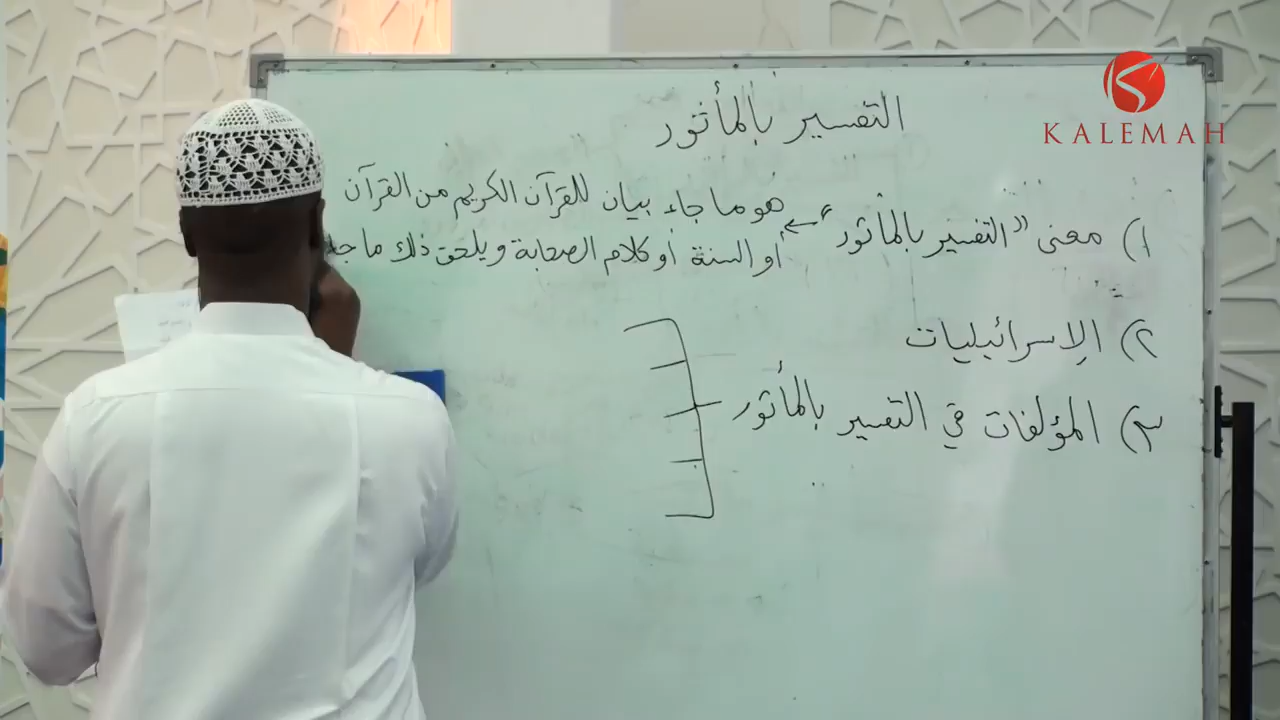 KALEMAH
التفسير بالمأثور
١) معنى "التفسير بالمأثور" ← هو ما جاء بيان للقرآن الكريم من القرآن
أو السنة أو كلام الصحابة ويلحق ذلك ما
٢) الإسرائيليات
٣) المؤلفات في التفسير بالمأثور